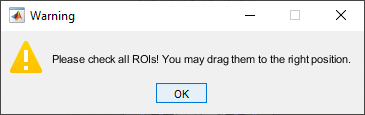 Warning
Please check all ROIs! You may drag them to the right position.
OK